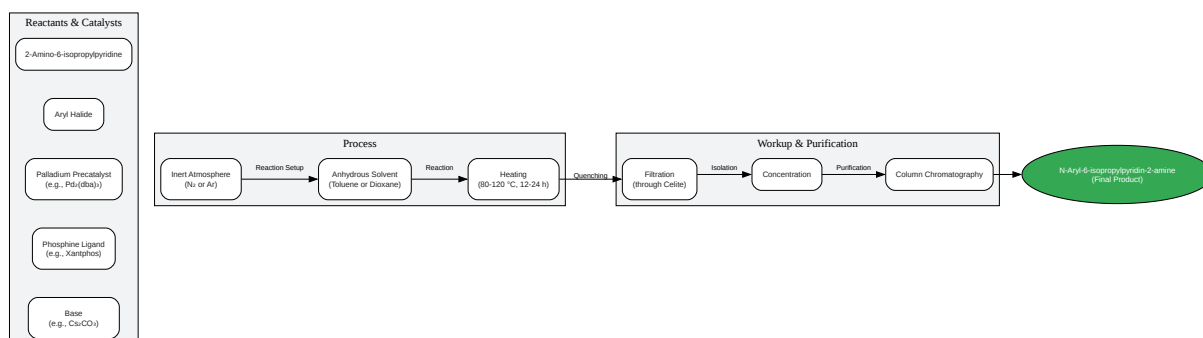 Reactants & Catalysts
2-Amino-6-isopropylpyridine
Aryl Halide
Palladium Precatalyst
(e.g., Pd₂(dba)₃)
Phosphine Ligand
(e.g., Xantphos)
Base
(e.g., Cs₂CO₃)
Process
Inert Atmosphere
(N₂ or Ar)
Reaction Setup
Anhydrous Solvent
(Toluene or Dioxane)
Reaction
Heating
(80-120 °C, 12-24 h)
Quenching
Workup & Purification
Filtration
(through Celite)
Isolation
Concentration
Purification
Column Chromatography
N-Aryl-6-isopropylpyridin-2-amine
(Final Product)